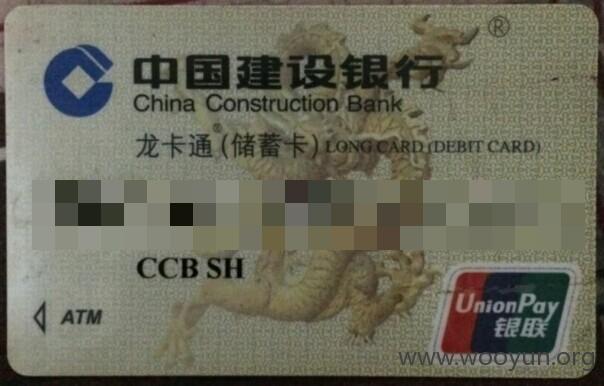 ®
中国建设银行
China Construction Bank
龙卡通®(储蓄卡) LONG CARD (DEBIT CARD)
CCB SH
ATM
UnionPay
银联
www.wooyun.org